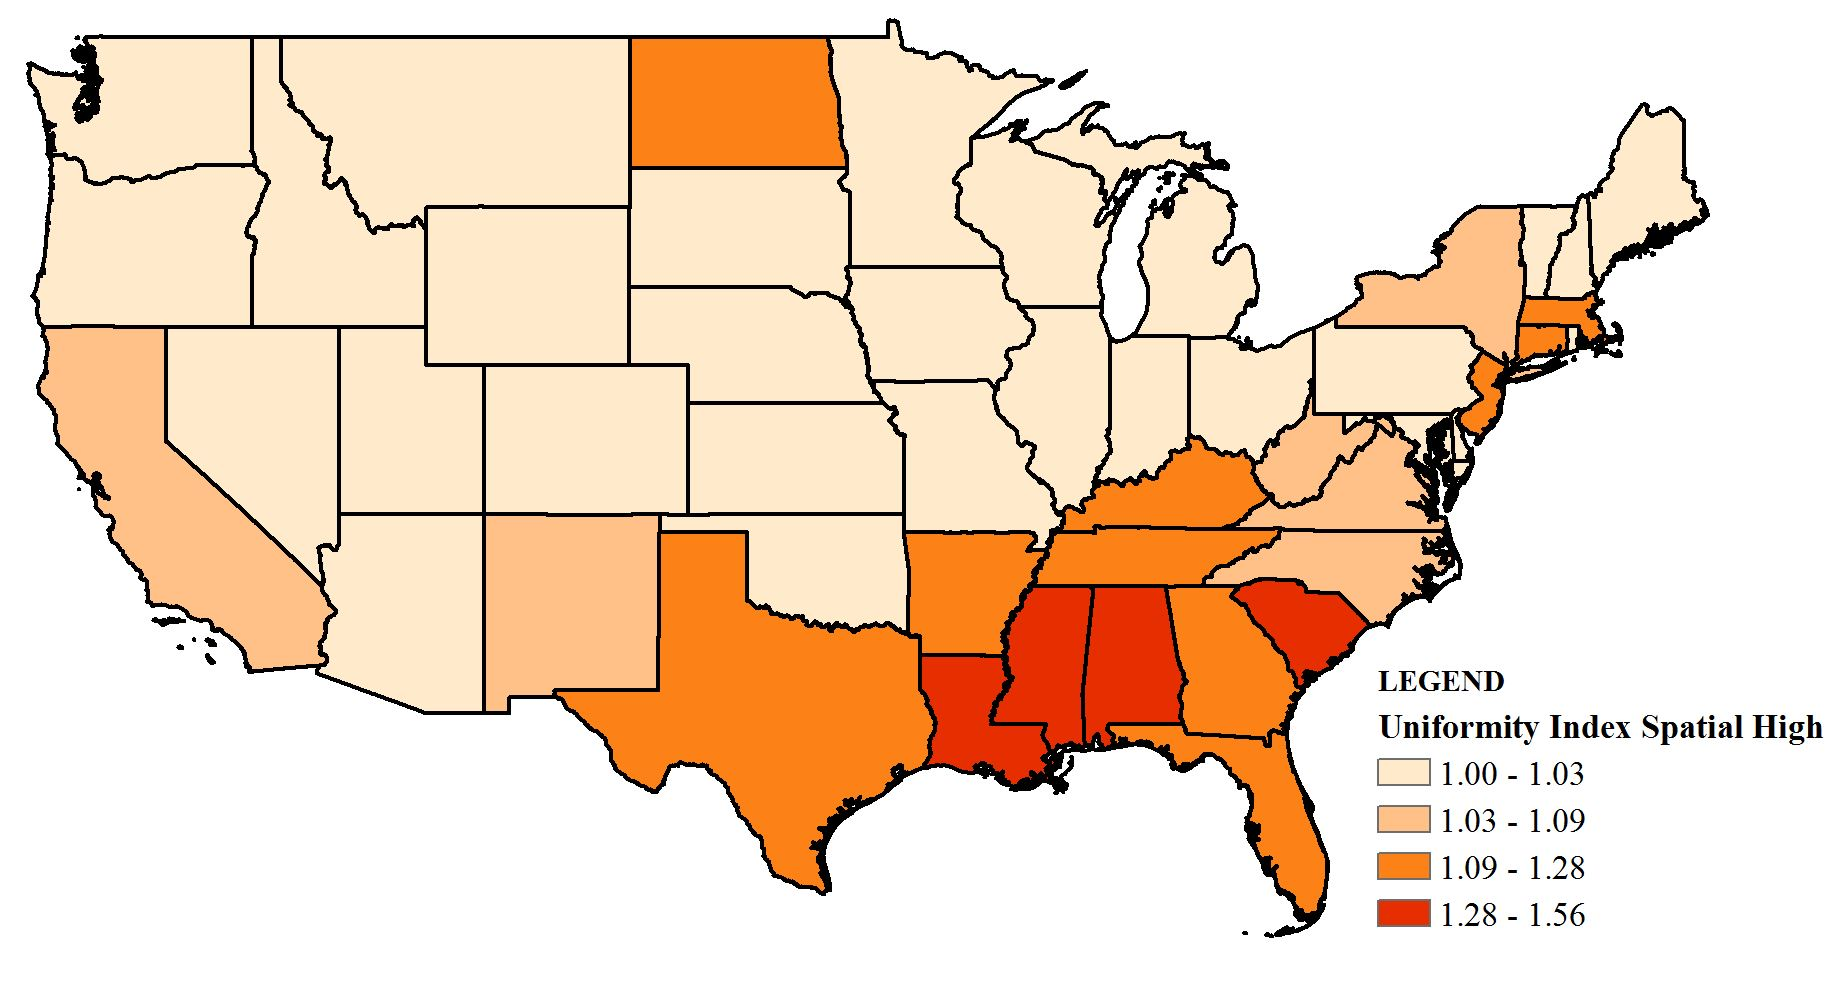 LEGEND
Uniformity Index Spatial High
1.00 - 1.03
1.03 - 1.09
1.09 - 1.28
1.28 - 1.56